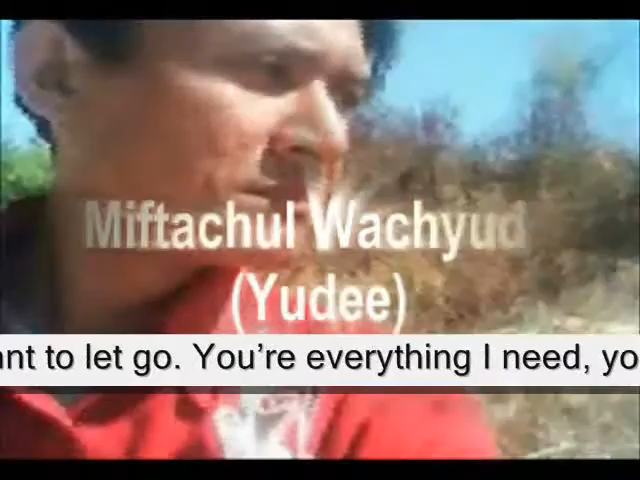 Miftachul Wachyud
(Yudee)
ant to let go. You're everything I need, yo